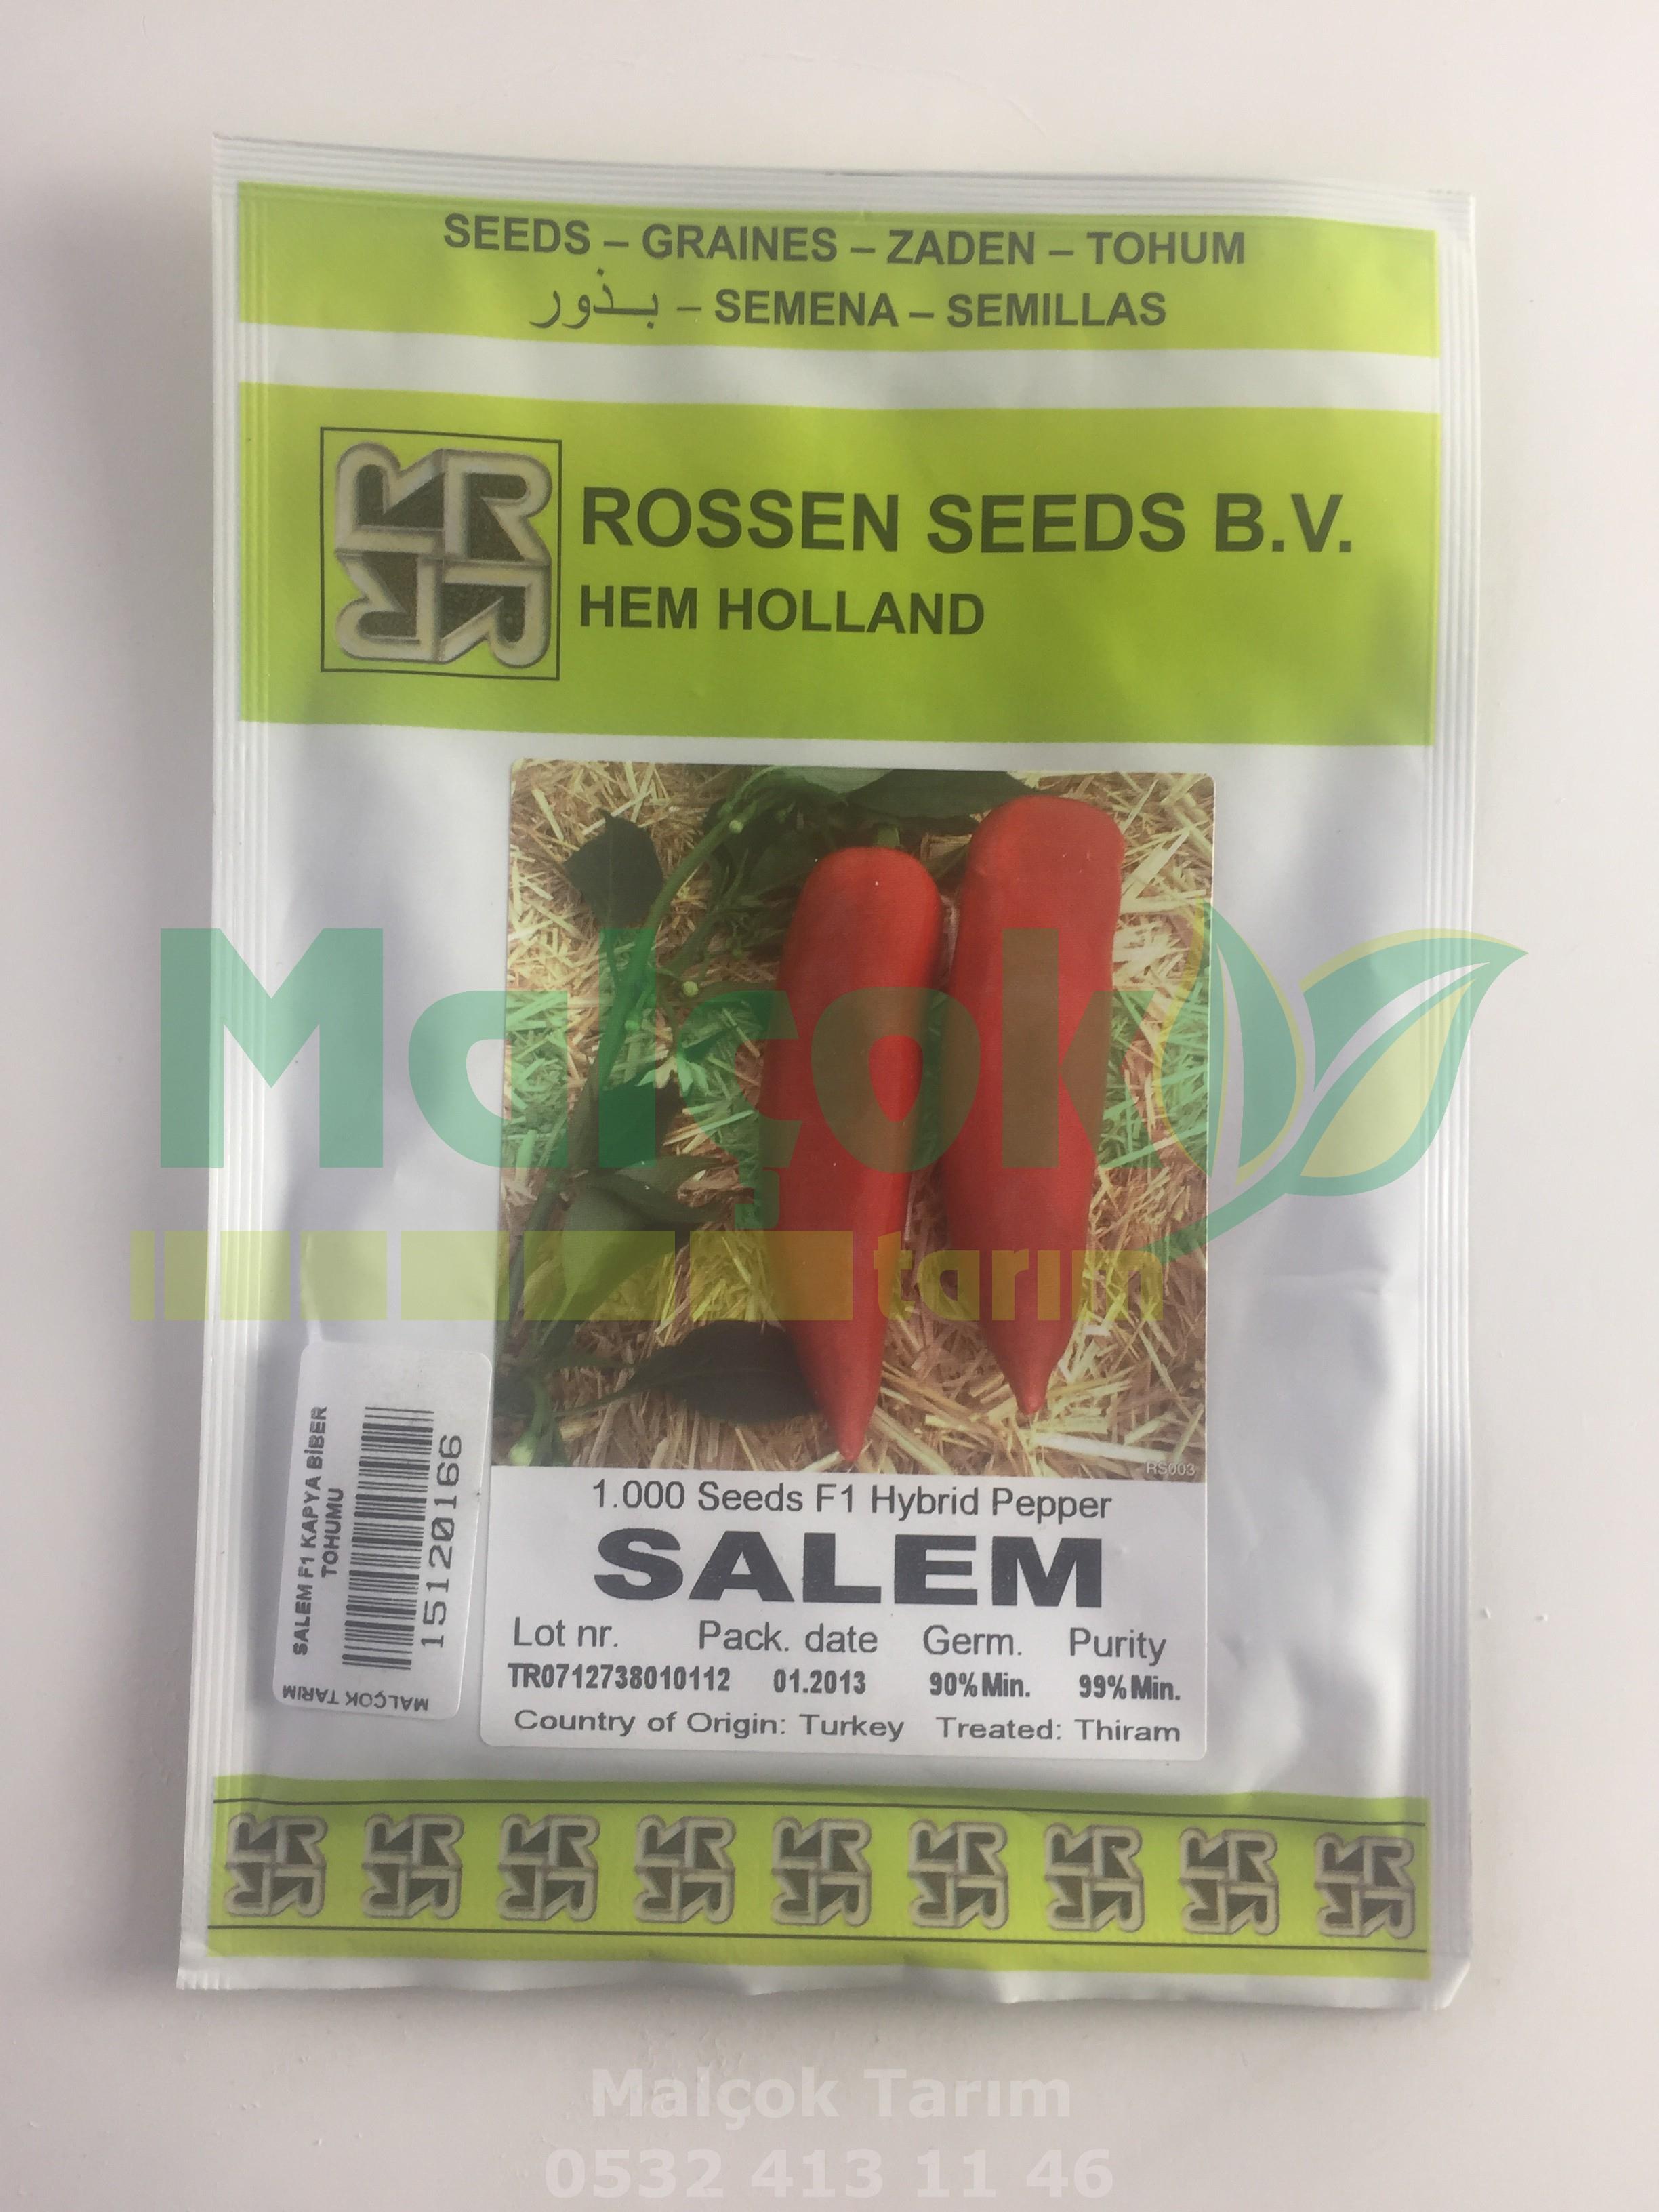 SEEDS – GRAINES – ZADEN – TOHUM
بذور – SEMENA – SEMILLAS
ROSSEN SEEDS B.V.
HEM HOLLAND
Malçok
tarım
RS003
1.000 Seeds F1 Hybrid Pepper
SALEM
Lot nr. Pack. date Germ. Purity
TR0712738010112 01.2013 90% Min. 99% Min.
Country of Origin: Turkey Treated: Thiram
SALEM F1 KAPYA BİBER
TOHUMU
15120166
MALÇOK TARIM
Malçok Tarım
0532 413 11 46